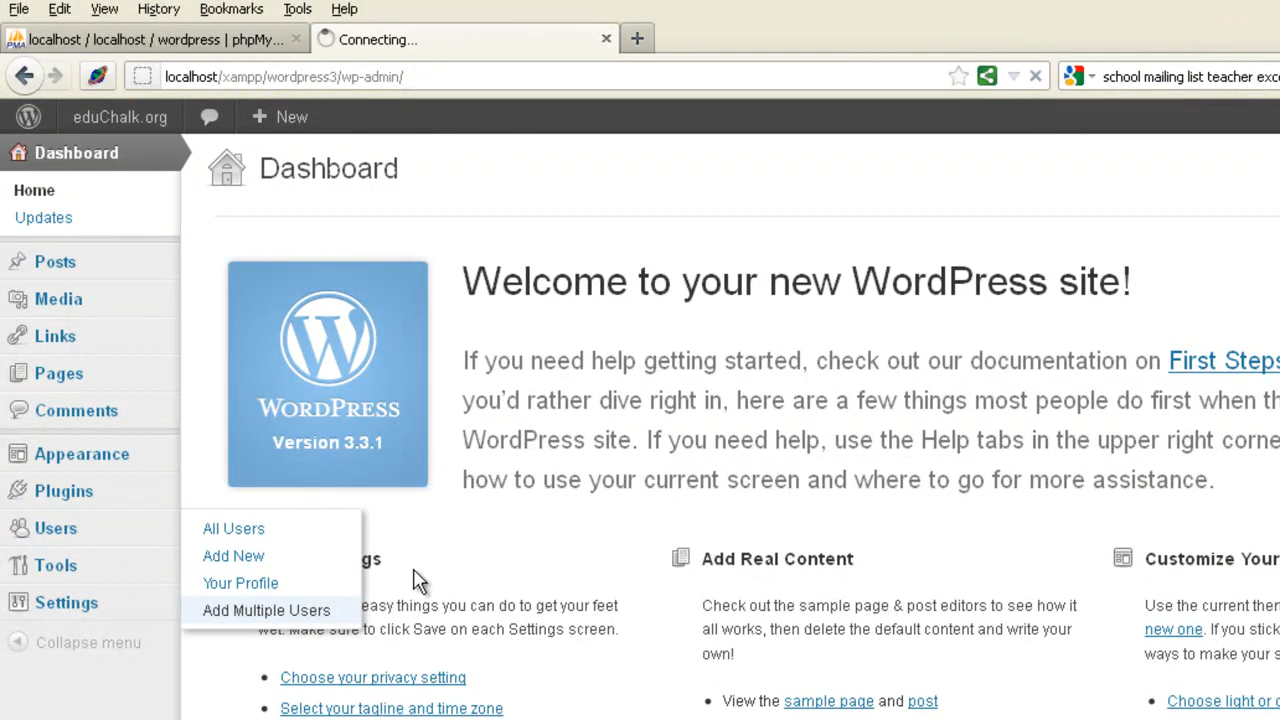 File Edit View History Bookmarks Tools Help
localhost / localhost / wordpress | phpMy...
Connecting...
localhost/xampp/wordpress3/wp-admin/
school mailing list teacher exc
eduChalk.org
New
Dashboard
Home
Updates
Posts
Media
Links
Pages
Comments
Appearance
Plugins
Users
Tools
Settings
Collapse menu
All Users
Add New
Your Profile
Add Multiple Users
Dashboard
WORDPRESS
Version 3.3.1
Welcome to your new WordPress site!
If you need help getting started, check out our documentation on First Steps
you'd rather dive right in, here are a few things most people do first when th
WordPress site. If you need help, use the Help tabs in the upper right corne
how to use your current screen and where to go for more assistance.
gs
easy things you can do to get your feet
wet. Make sure to click Save on each Settings screen.
Choose your privacy setting
Select your tagline and time zone
Add Real Content
Check out the sample page & post editors to see how it
all works, then delete the default content and write your
own!
View the sample page and post
Customize Your
Use the current them
new one. If you stick
ways to make your s
Choose light or d